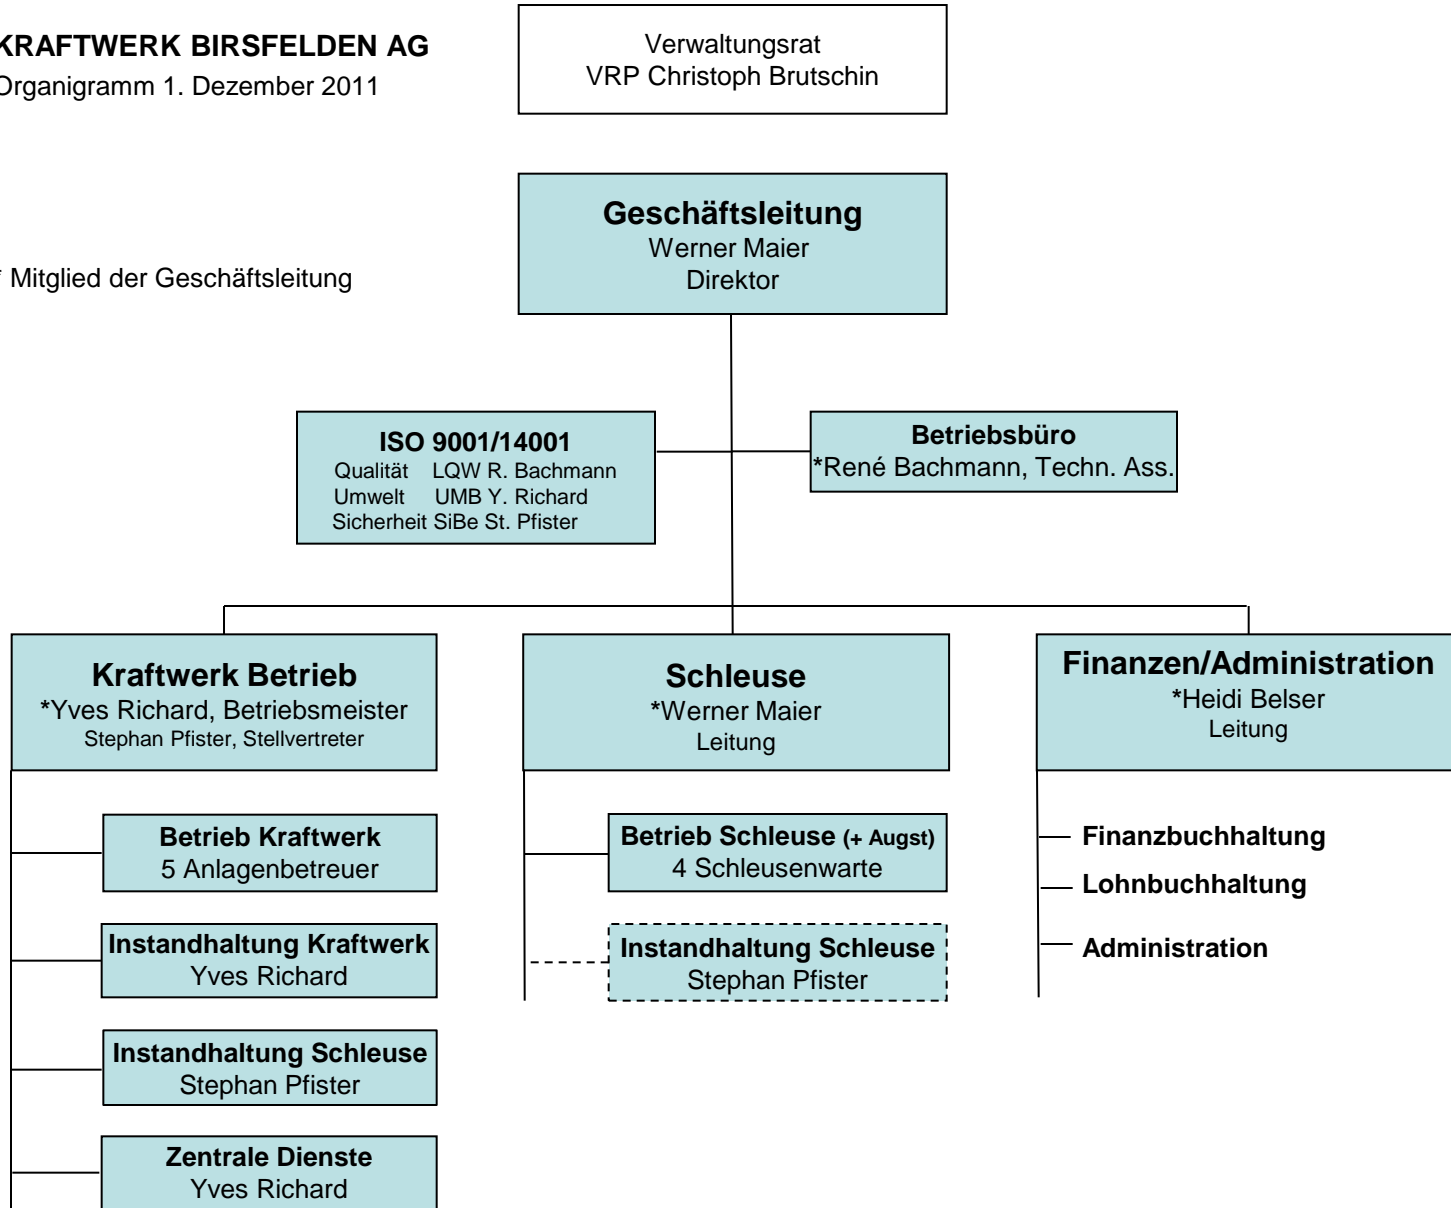 KRAFTWERK BIRSFELDEN AG
Organigramm 1. Dezember 2011
Verwaltungsrat
VRP Christoph Brutschin
Geschäftsleitung
Werner Maier
Direktor
* Mitglied der Geschäftsleitung
ISO 9001/14001
Qualität LQW R. Bachmann
Umwelt UMB Y. Richard
Sicherheit SiBe St. Pfister
Betriebsbüro
*René Bachmann, Techn. Ass.
Kraftwerk Betrieb
*Yves Richard, Betriebsmeister
Stephan Pfister, Stellvertreter
Betrieb Kraftwerk
5 Anlagenbetreuer
Instandhaltung Kraftwerk
Yves Richard
Instandhaltung Schleuse
Stephan Pfister
Zentrale Dienste
Yves Richard
Schleuse
*Werner Maier
Leitung
Betrieb Schleuse (+ Augst)
4 Schleusenwarte
Instandhaltung Schleuse
Stephan Pfister
Finanzen/Administration
*Heidi Belser
Leitung
Finanzbuchhaltung
Lohnbuchhaltung
Administration